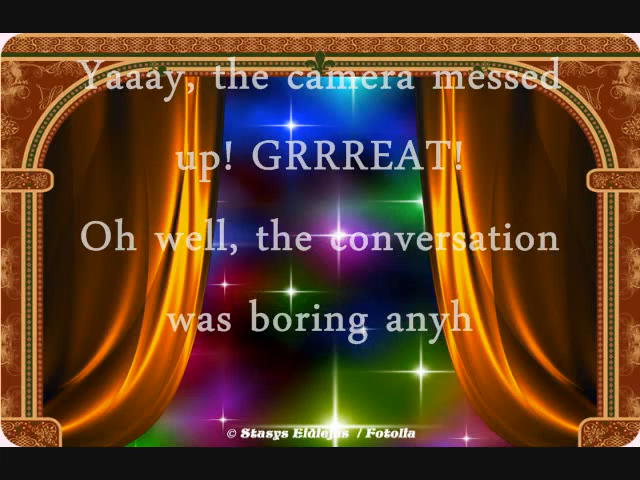 Yaaay, the camera messed
up! GRRREAT!
Oh well, the conversation
was boring anyh
© Stasys Eidiejus / Fotolia